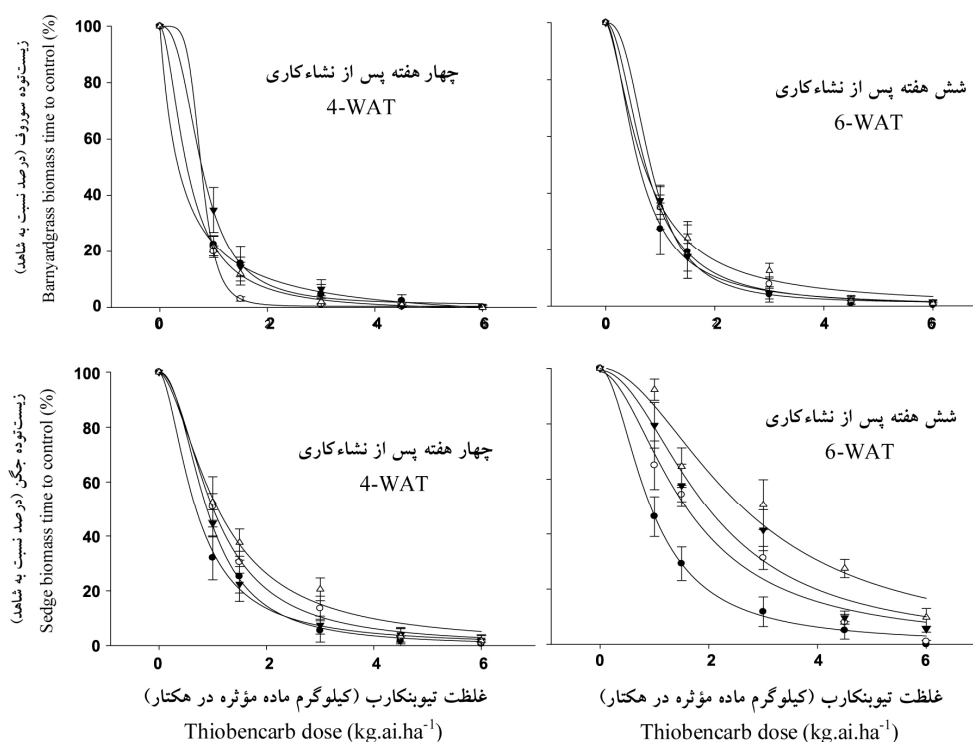 زیست‌توده سوروف (درصد نسبت به شاهد)
Barnyardgrass biomass time to control (%)
100
80
60
40
20
0
چهار هفته پس از نشاءکاری
4-WAT
0
2
4
6
شش هفته پس از نشاءکاری
6-WAT
0
2
4
6
زیست‌توده جگن (درصد نسبت به شاهد)
Sedge biomass time to control (%)
100
80
60
40
20
0
چهار هفته پس از نشاءکاری
4-WAT
0
2
4
6
غلظت تیوبنکارب (کیلوگرم ماده مؤثره در هکتار)
Thiobencarb dose (kg.ai.ha⁻¹)
شش هفته پس از نشاءکاری
6-WAT
0
2
4
6
غلظت تیوبنکارب (کیلوگرم ماده مؤثره در هکتار)
Thiobencarb dose (kg.ai.ha⁻¹)